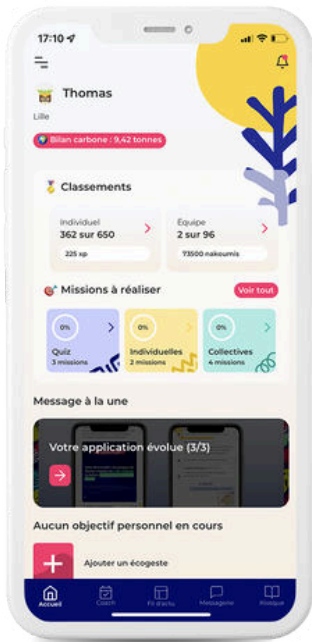 17:10
Thomas
Lille
Bilan carbone : 9,42 tonnes
Classements
Individuel
362 sur 650
225 xp
Équipe
2 sur 96
73500 nakoumis
Missions à réaliser
Voir tout
0%
Quiz
3 missions
0%
Individuelles
2 missions
0%
Collectives
4 missions
Message à la une
Votre application évolue (3/3)
Aucun objectif personnel en cours
Ajouter un écogeste
Accueil
Coach
Fil d'actu
Messagerie
Kiosque